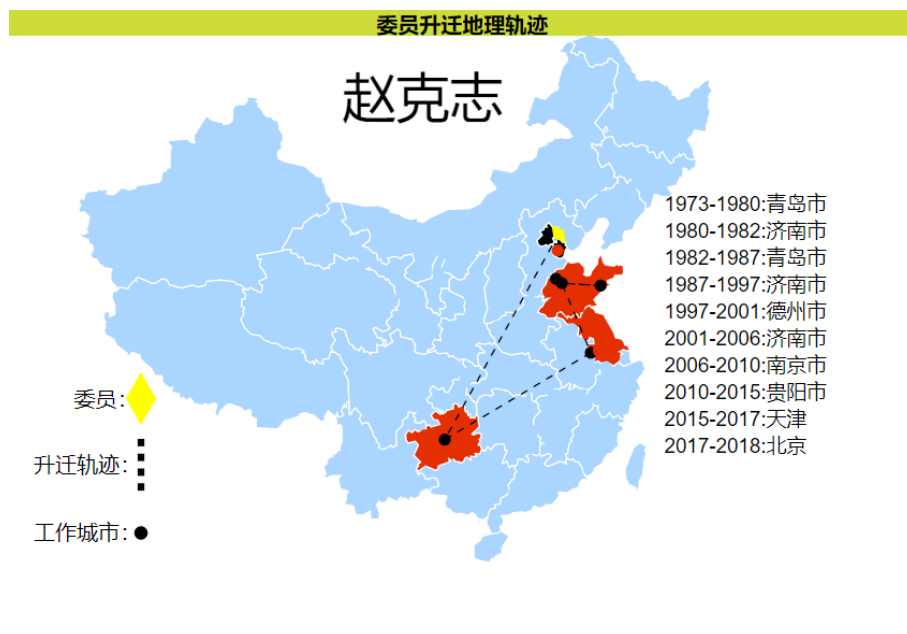 委员升迁地理轨迹
赵克志
1973-1980:青岛市
1980-1982:济南市
1982-1987:青岛市
1987-1997:济南市
1997-2001:德州市
2001-2006:济南市
2006-2010:南京市
2010-2015:贵阳市
2015-2017:天津
2017-2018:北京
委员:
升迁轨迹:
工作城市: